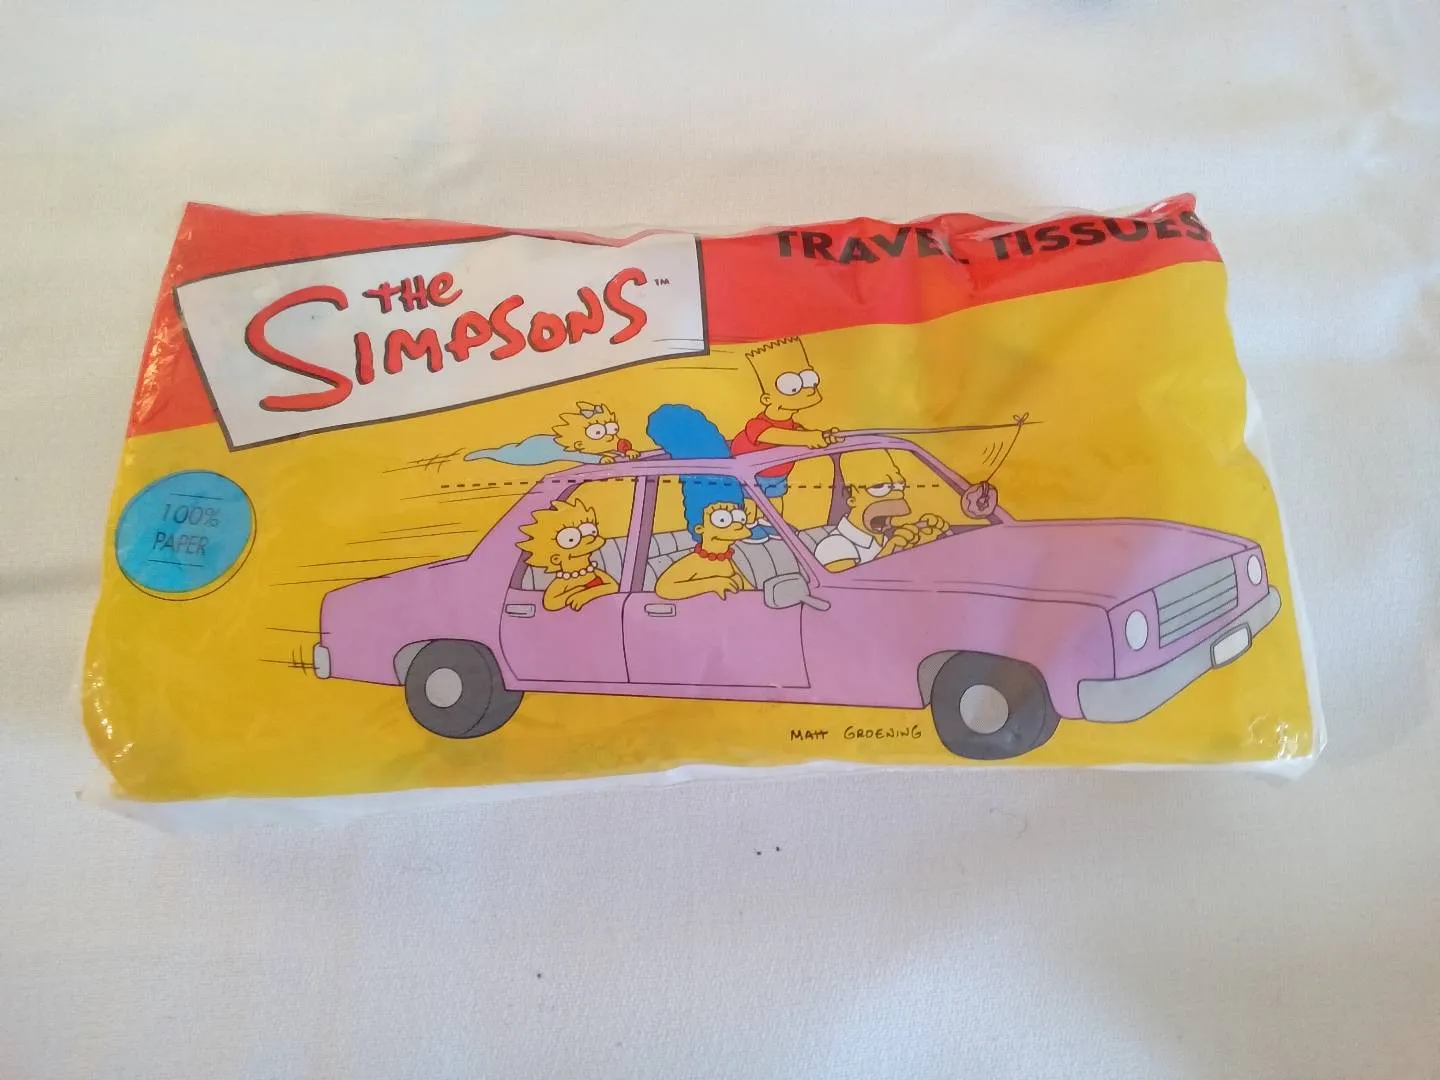 THE
SIMPSONS™
TRAVEL TISSUES
100%
PAPER
MATT GROENING